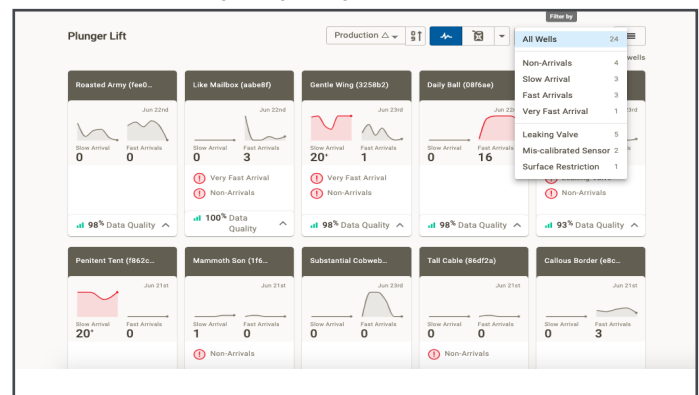 Filter by
Plunger Lift
Production
All Wells 24
wells
Non-Arrivals 4
Slow Arrival 3
Fast Arrivals 3
Very Fast Arrival 1
Leaking Valve 5
Mis-calibrated Sensor 2
Surface Restriction 1
Roasted Army (fee0...
Like Mailbox (aabe8f)
Gentle Wing (3258b2)
Daily Ball (08f6ae)
Jun 22nd
Jun 22nd
Jun 23rd
Slow Arrival Fast Arrivals
0 0
Slow Arrival Fast Arrivals
0 3
Slow Arrival Fast Arrivals
20+ 1
Slow Arrival Fast Arrivals
0 16
Very Fast Arrival
Non-Arrivals
Very Fast Arrival
Non-Arrivals
Non-Arrivals
98% Data Quality
100% Data
Quality
98% Data Quality
98% Data Quality
93% Data Quality
Penitent Tent (f862c...
Mammoth Son (1f6...
Substantial Cobweb...
Tall Cable (86df2a)
Callous Border (e8c...
Jun 21st
Jun 21st
Jun 23rd
Jun 21st
Jun 21st
Slow Arrival Fast Arrivals
20+ 0
Slow Arrival Fast Arrivals
1 0
Slow Arrival Fast Arrivals
0 0
Slow Arrival Fast Arrivals
0 0
Slow Arrival Fast Arrivals
0 3
Non-Arrivals
Non-Arrivals